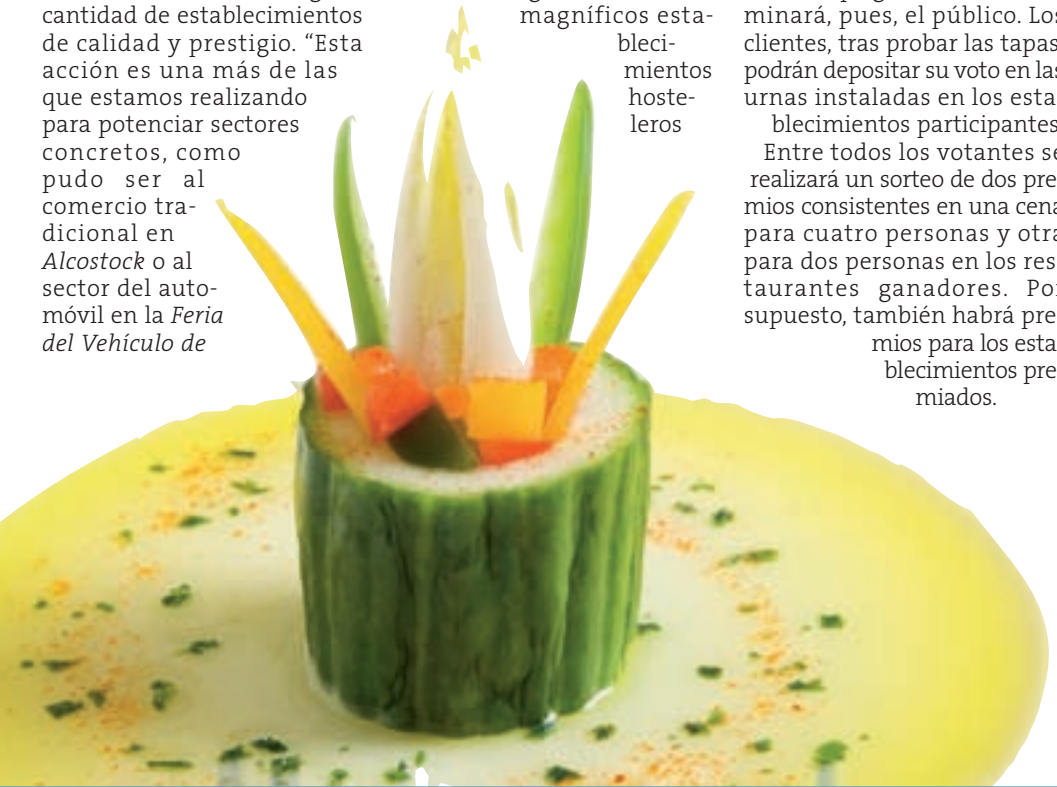 cantidad de establecimientos
de calidad y prestigio. “Esta
acción es una más de las
que estamos realizando
para potenciar sectores
concretos, como
pudo ser al
comercio tra-
dicional en
Alcostock o al
sector del auto-
móvil en la Feria
del Vehículo de
magníficos esta-
bleci-
mientos
hoste-
leros
minará, pues, el público. Los
clientes, tras probar las tapas
podrán depositar su voto en las
urnas instaladas en los esta
blecimientos participantes
Entre todos los votantes se
realizará un sorteo de dos pre
mios consistentes en una cena
para cuatro personas y otra
para dos personas en los res
taurantes ganadores. Por
supuesto, también habrá pre
mios para los esta
blecimientos pre
miados.